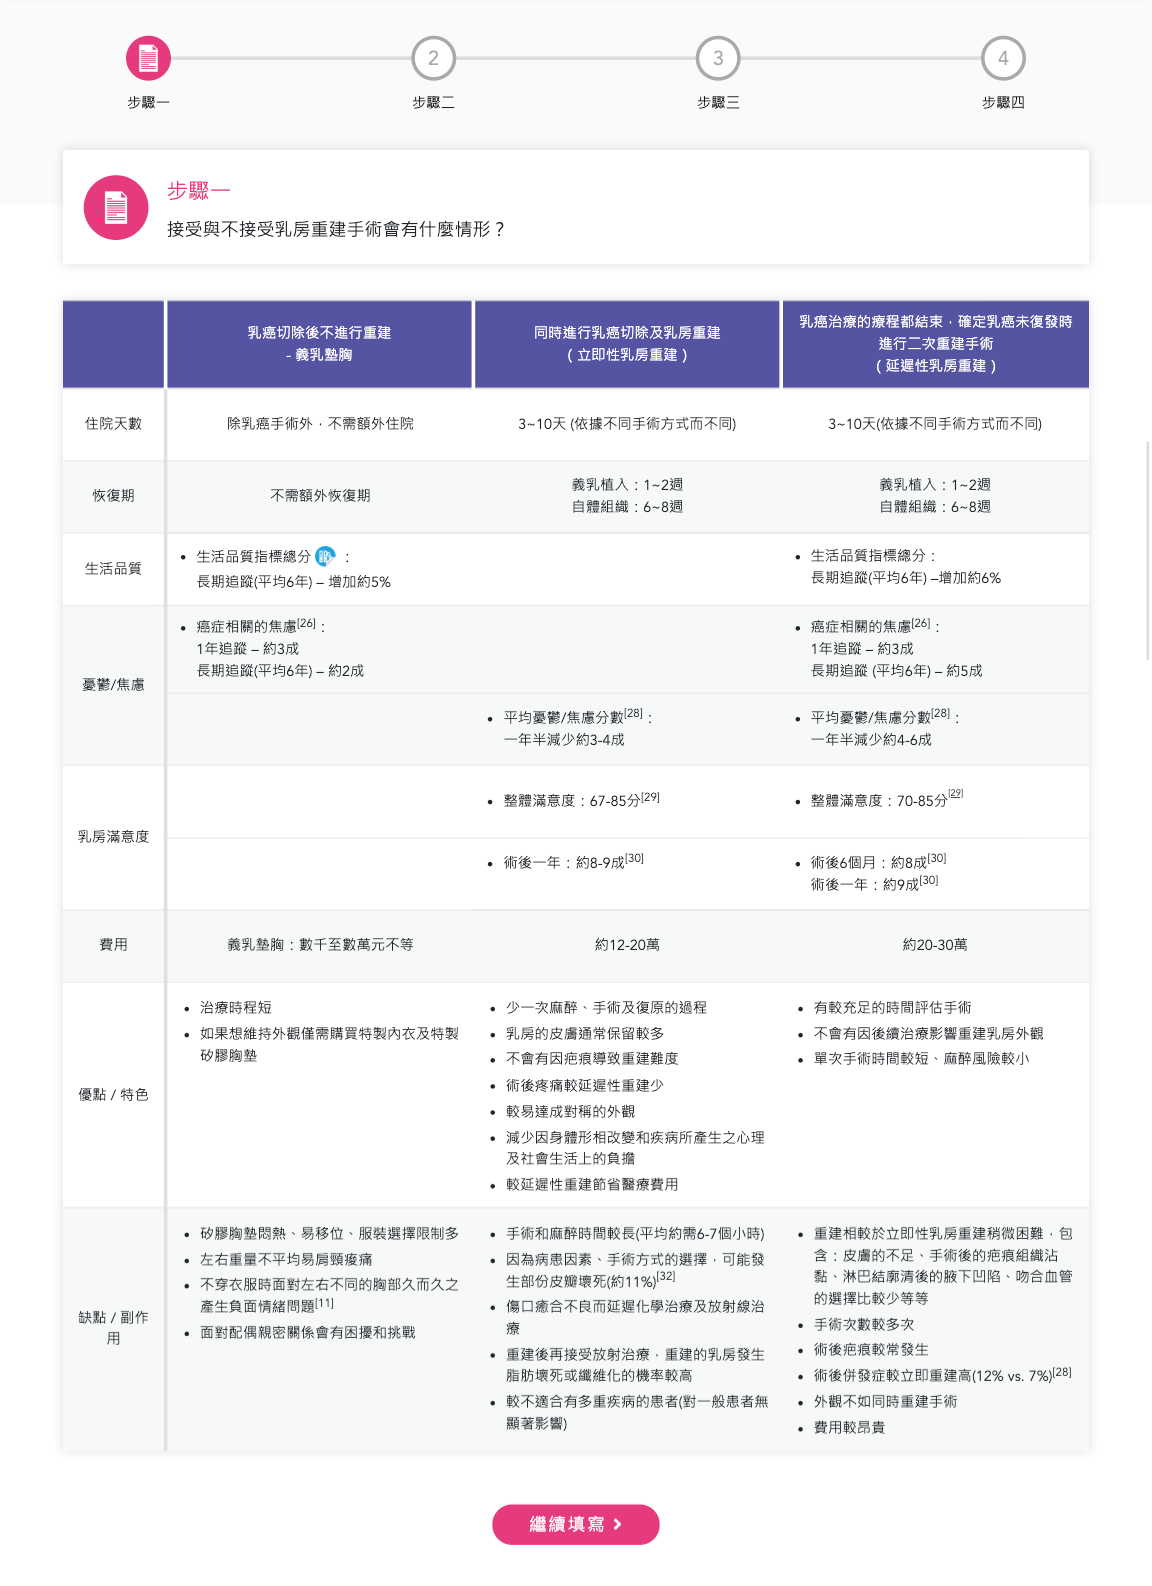 2
3
4
步驟一
步驟二
步驟三
步驟四
步驟一
接受與不接受乳房重建手術會有什麼情形？
乳癌切除後不進行重建
- 義乳墊胸
同時進行乳癌切除及乳房重建
( 立即性乳房重建 )
乳癌治療的療程都結束，確定乳癌未復發時
進行二次重建手術
( 延遲性乳房重建 )
住院天數
除乳癌手術外，不需額外住院
3~10天 (依據不同手術方式而不同)
3~10天(依據不同手術方式而不同)
恢復期
不需額外恢復期
義乳植入：1~2週
自體組織：6~8週
義乳植入：1~2週
自體組織：6~8週
生活品質
• 生活品質指標總分 ：
長期追蹤(平均6年) – 增加約5%
• 生活品質指標總分：
長期追蹤(平均6年) –增加約6%
憂鬱/焦慮
• 癌症相關的焦慮[26]：
1年追蹤 – 約3成
長期追蹤(平均6年) – 約2成
• 癌症相關的焦慮[26]：
1年追蹤 – 約3成
長期追蹤 (平均6年) – 約5成
• 平均憂鬱/焦慮分數[28]：
一年半減少約3-4成
• 平均憂鬱/焦慮分數[28]：
一年半減少約4-6成
乳房滿意度
• 整體滿意度：67-85分[29]
• 整體滿意度：70-85分[29]
• 術後一年：約8-9成[30]
• 術後6個月：約8成[30]
術後一年：約9成[30]
費用
義乳墊胸：數千至數萬元不等
約12-20萬
約20-30萬
優點 / 特色
• 治療時程短
• 如果想維持外觀僅需購買特製內衣及特製
矽膠胸墊
• 少一次麻醉、手術及復原的過程
• 乳房的皮膚通常保留較多
• 不會有因疤痕導致重建難度
• 術後疼痛較延遲性重建少
• 較易達成對稱的外觀
• 減少因身體形相改變和疾病所產生之心理
及社會生活上的負擔
• 較延遲性重建節省醫療費用
• 有較充足的時間評估手術
• 不會有因後續治療影響重建乳房外觀
• 單次手術時間較短、麻醉風險較小
缺點 / 副作
用
• 矽膠胸墊悶熱、易移位、服裝選擇限制多
• 左右重量不平均易肩頸痠痛
• 不穿衣服時面對左右不同的胸部久而久之
產生負面情緒問題[11]
• 面對配偶親密關係會有困擾和挑戰
• 手術和麻醉時間較長(平均約需6-7個小時)
• 因為病患因素、手術方式的選擇，可能發
生部份皮瓣壞死(約11%)[32]
• 傷口癒合不良而延遲化學治療及放射線治
療
• 重建後再接受放射治療，重建的乳房發生
脂肪壞死或纖維化的機率較高
• 較不適合有多重疾病的患者(對一般患者無
顯著影響)
• 重建相較於立即性乳房重建稍微困難，包
含：皮膚的不足、手術後的疤痕組織沾
黏、淋巴結廓清後的腋下凹陷、吻合血管
的選擇比較少等等
• 手術次數較多次
• 術後疤痕較常發生
• 術後併發症較立即重建高(12% vs. 7%)[28]
• 外觀不如同時重建手術
• 費用較昂貴
繼續填寫